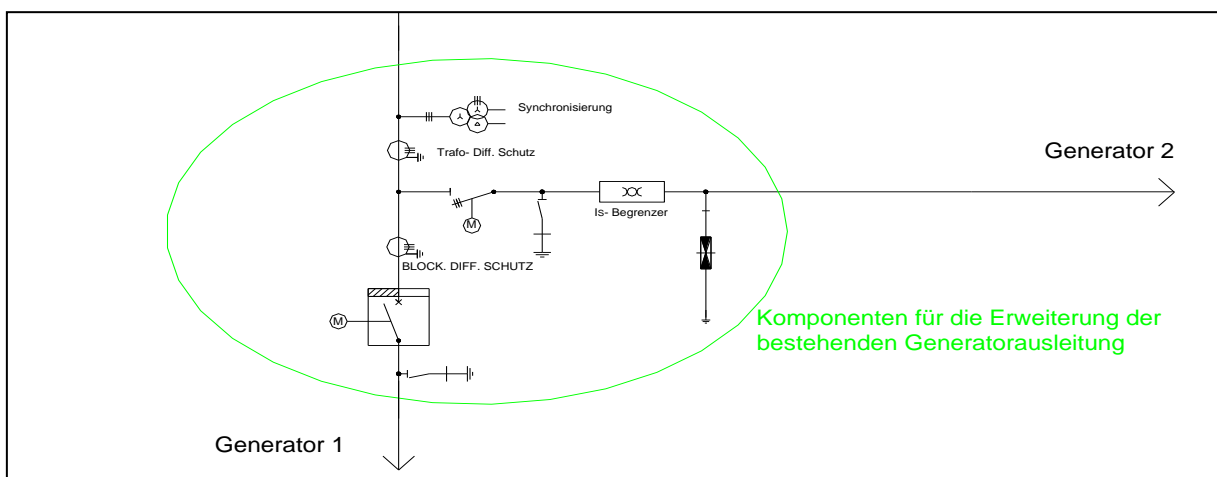 Synchronisierung
Trafo- Diff. Schutz
Generator 2
M
Is- Begrenzer
BLOCK. DIFF. SCHUTZ
M
Komponenten für die Erweiterung der
bestehenden Generatorausleitung
Generator 1